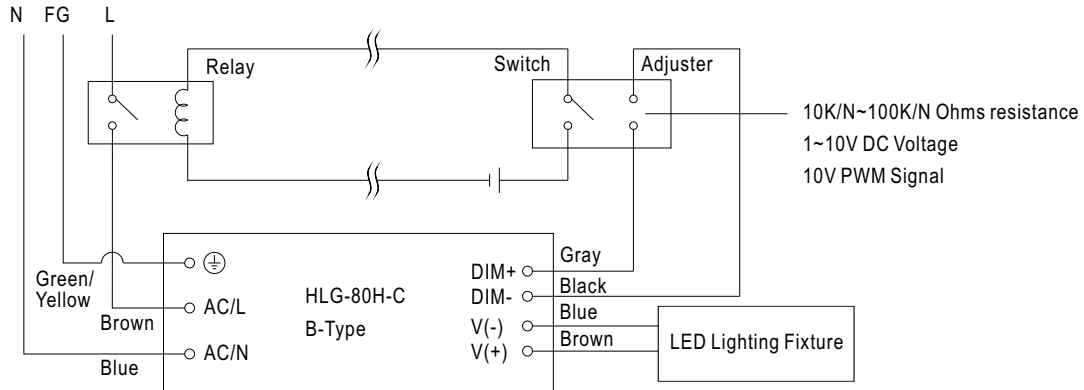 N FG L
Relay
Switch
Adjuster
10K/N~100K/N Ohms resistance
1~10V DC Voltage
10V PWM Signal
Green/
Yellow
Brown
Blue
AC/L
AC/N
HLG-80H-C
B-Type
DIM+
DIM-
V(-)
V(+)
Gray
Black
Blue
Brown
LED Lighting Fixture